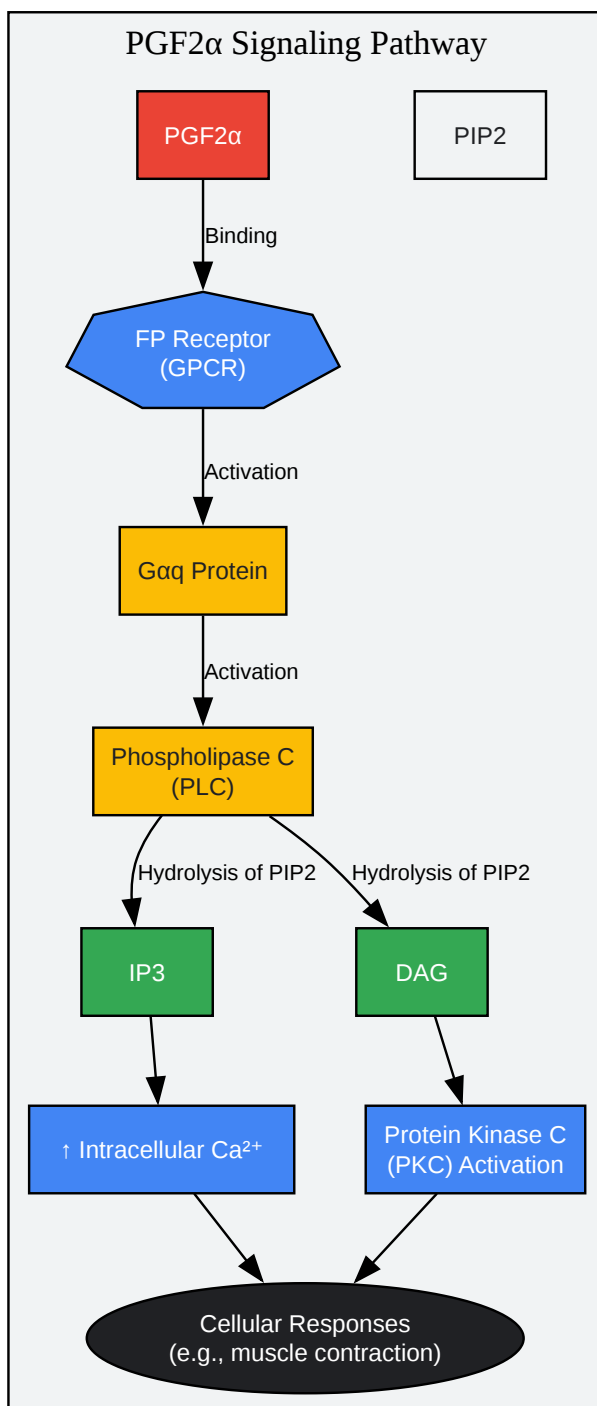 PGF2α Signaling Pathway
PGF2α
PIP2
Binding
FP Receptor
(GPCR)
Activation
Gαq Protein
Activation
Phospholipase C
(PLC)
Hydrolysis of PIP2
Hydrolysis of PIP2
IP3
DAG
↑ Intracellular Ca²⁺
Protein Kinase C
(PKC) Activation
Cellular Responses
(e.g., muscle contraction)